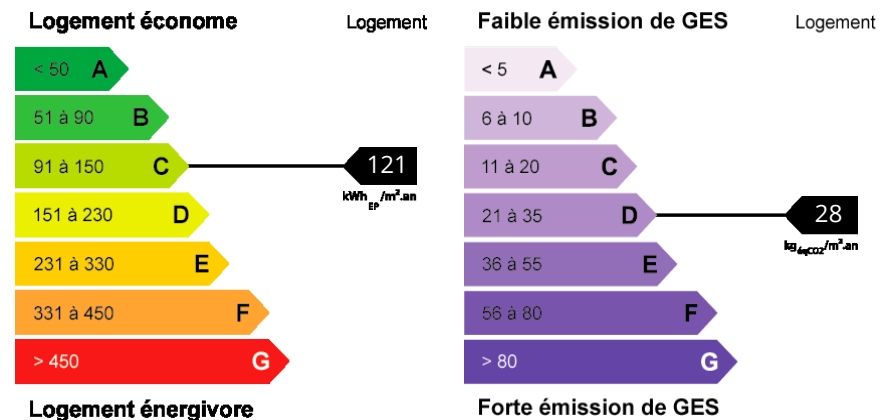 Logement économe Logement
< 50 A
51 à 90 B
91 à 150 C 121
kWhEP/m².an
151 à 230 D
231 à 330 E
331 à 450 F
> 450 G
Logement énergivore
Faible émission de GES Logement
< 5 A
6 à 10 B
11 à 20 C
21 à 35 D 28
kgéqCO2/m².an
36 à 55 E
56 à 80 F
> 80 G
Forte émission de GES